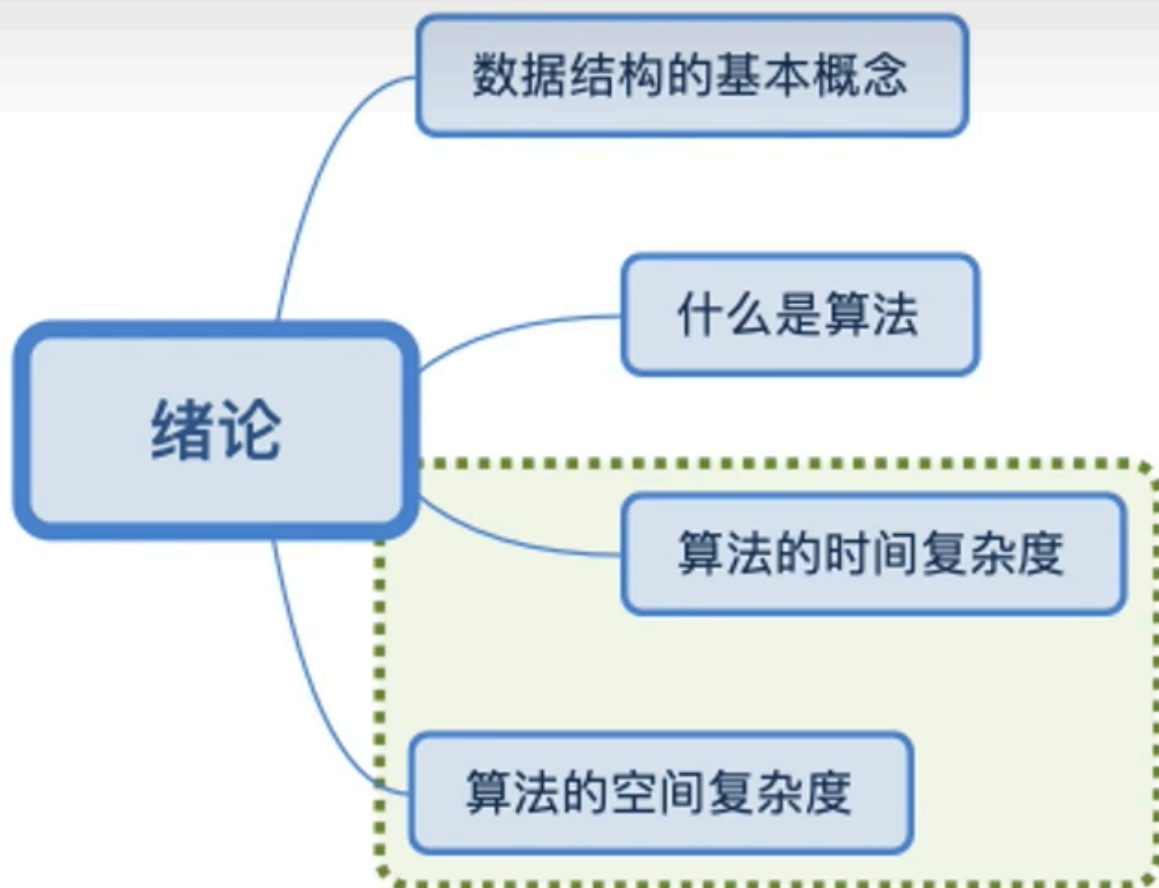 数据结构的基本概念
什么是算法
绪论
算法的时间复杂度
算法的空间复杂度